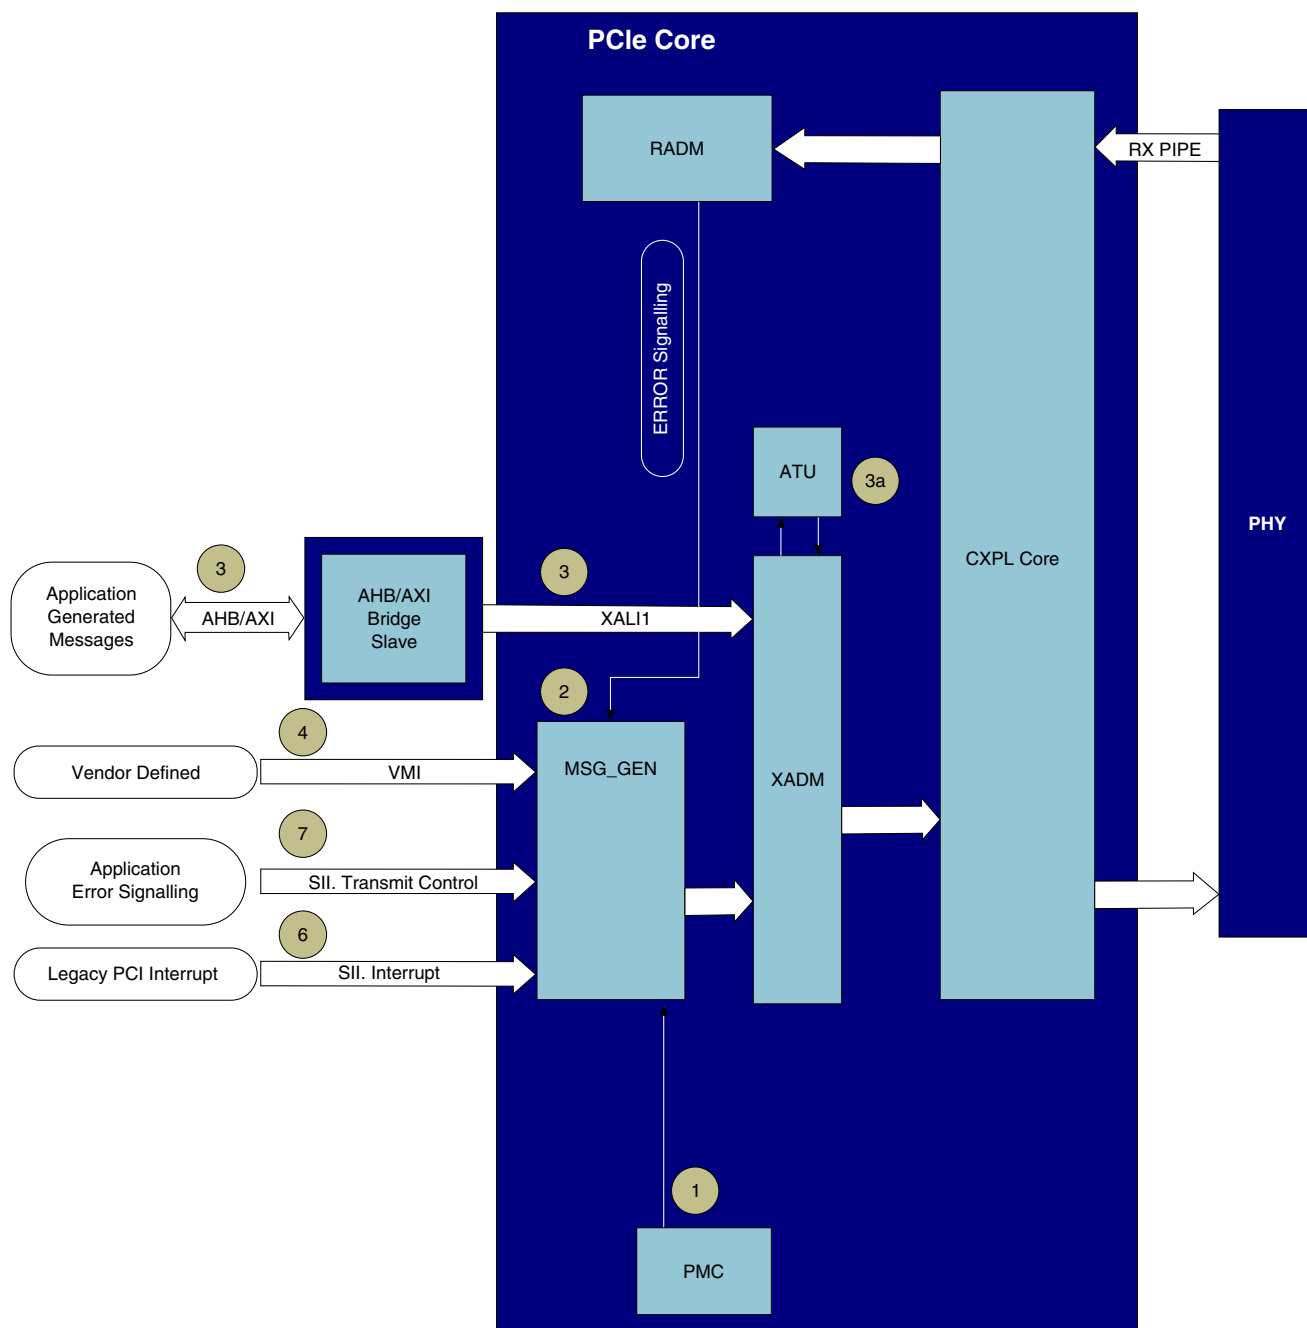 PCIe Core
RADM
RX PIPE
ERROR Signalling
ATU
3a
PHY
CXPL Core
3
3
Application
Generated
Messages
AHB/AXI
AHB/AXI
Bridge
Slave
XALI1
2
4
Vendor Defined
VMI
MSG_GEN
XADM
7
Application
Error Signalling
SII. Transmit Control
6
Legacy PCI Interrupt
SII. Interrupt
1
PMC